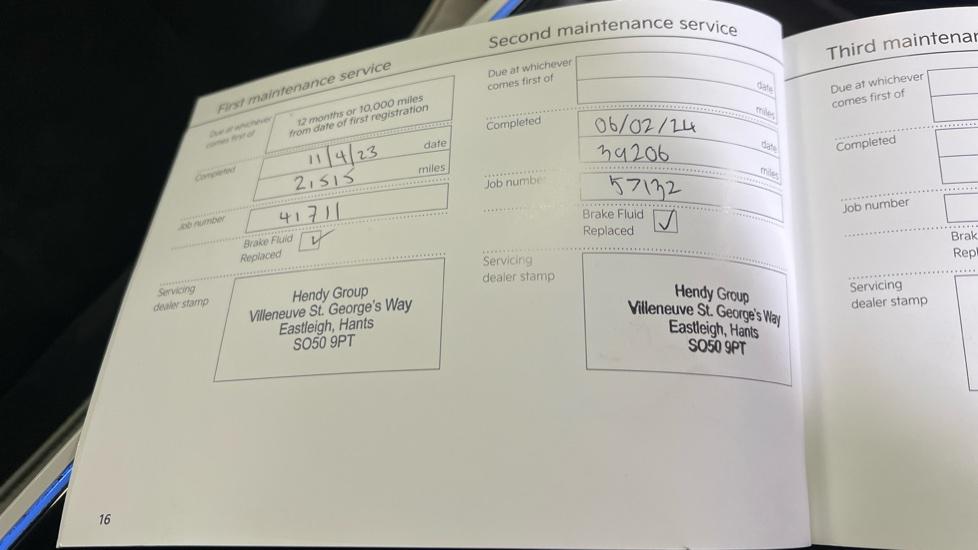 First maintenance service
Due at whichever
comes first of
12 months or 10,000 miles
from date of first registration
Completed
11/4/23
date
21515
miles
Job number
41711
Brake Fluid
Replaced
Servicing
dealer stamp
Hendy Group
Villeneuve St. George's Way
Eastleigh, Hants
SO50 9PT
16
Second maintenance service
Due at whichever
comes first of
date
miles
Completed
06/02/24
date
39206
miles
Job number
57132
Brake Fluid
Replaced
Servicing
dealer stamp
Hendy Group
Villeneuve St. George's Way
Eastleigh, Hants
SO50 9PT
Third maintenan
Due at whichever
comes first of
Completed
Job number
Brak
Repl
Servicing
dealer stamp